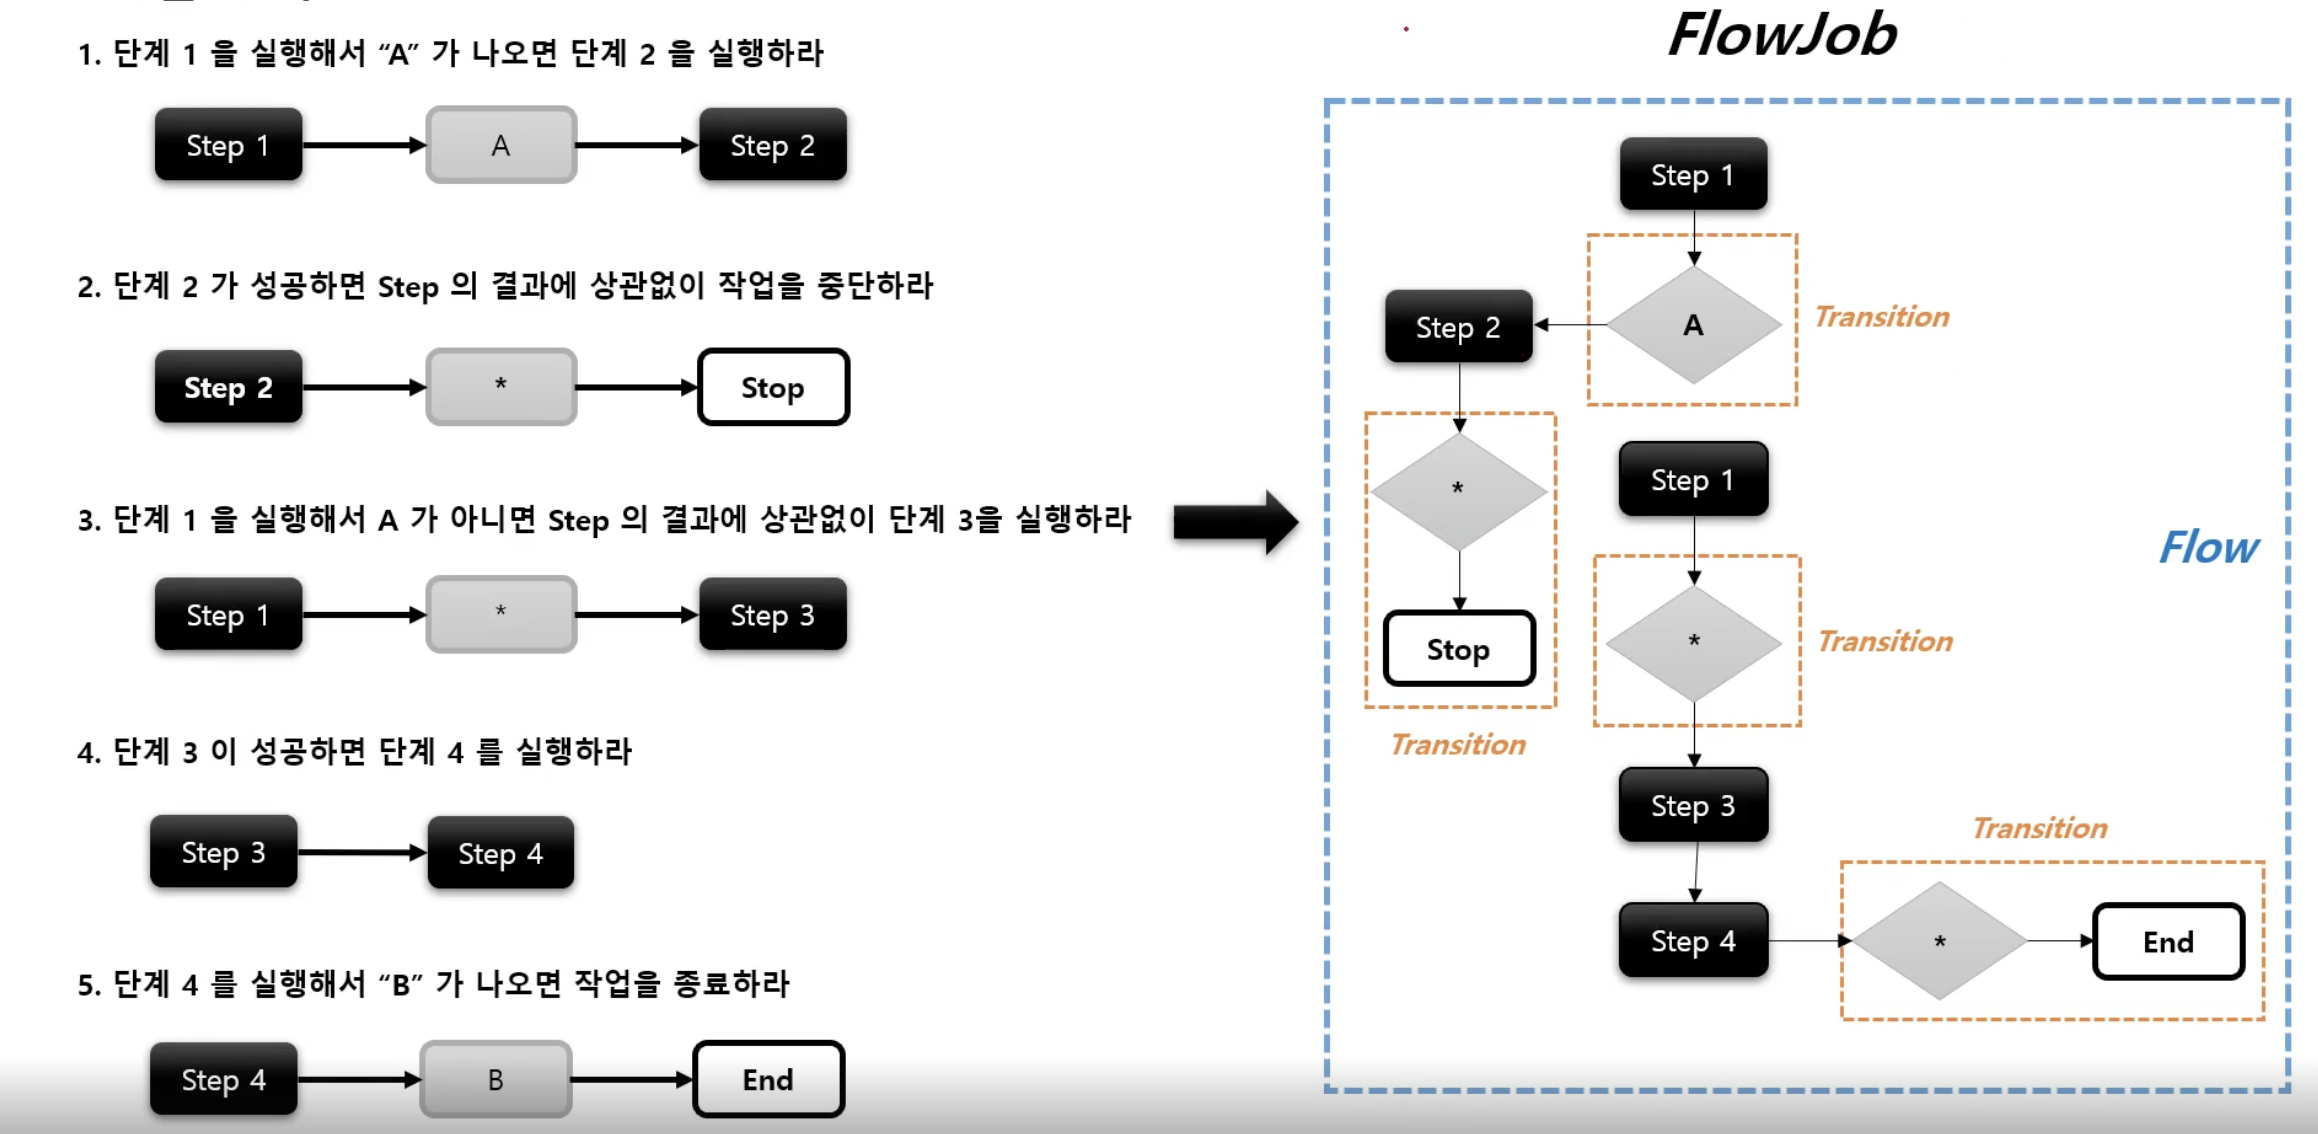 1. 단계 1 을 실행해서 “A” 가 나오면 단계 2 을 실행하라
Step 1
A
Step 2
2. 단계 2 가 성공하면 Step 의 결과에 상관없이 작업을 중단하라
Step 2
*
Stop
3. 단계 1 을 실행해서 A 가 아니면 Step 의 결과에 상관없이 단계 3을 실행하라
Step 1
*
Step 3
4. 단계 3 이 성공하면 단계 4 를 실행하라
Step 3
Step 4
5. 단계 4 를 실행해서 “B” 가 나오면 작업을 종료하라
Step 4
B
End
FlowJob
Step 1
A
Transition
Step 2
*
Stop
Transition
Step 1
*
Transition
Flow
Step 3
Step 4
Transition
*
End